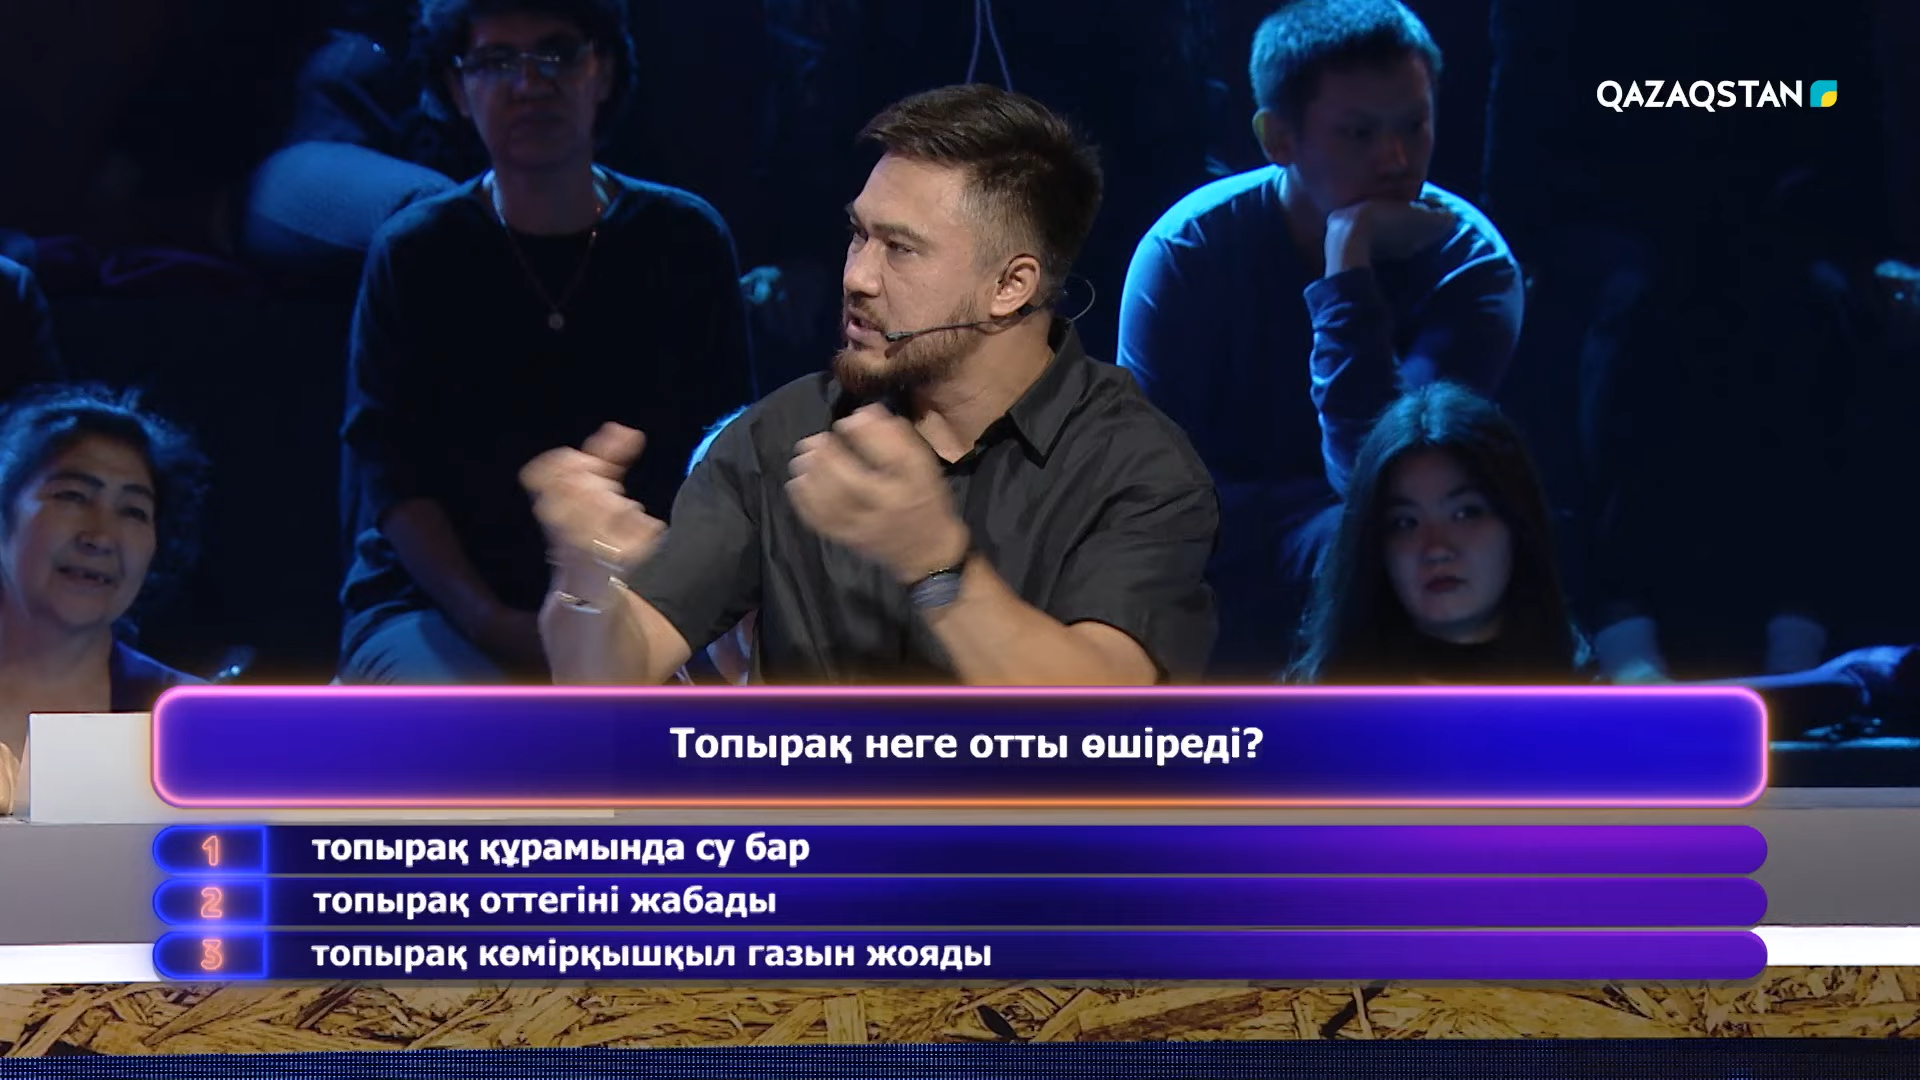 QAZAQSTAN
Топырақ неге отты өшіреді?
1 топырақ құрамында су бар
2 топырақ оттегіні жабады
3 топырақ көмірқышқыл газын жояды